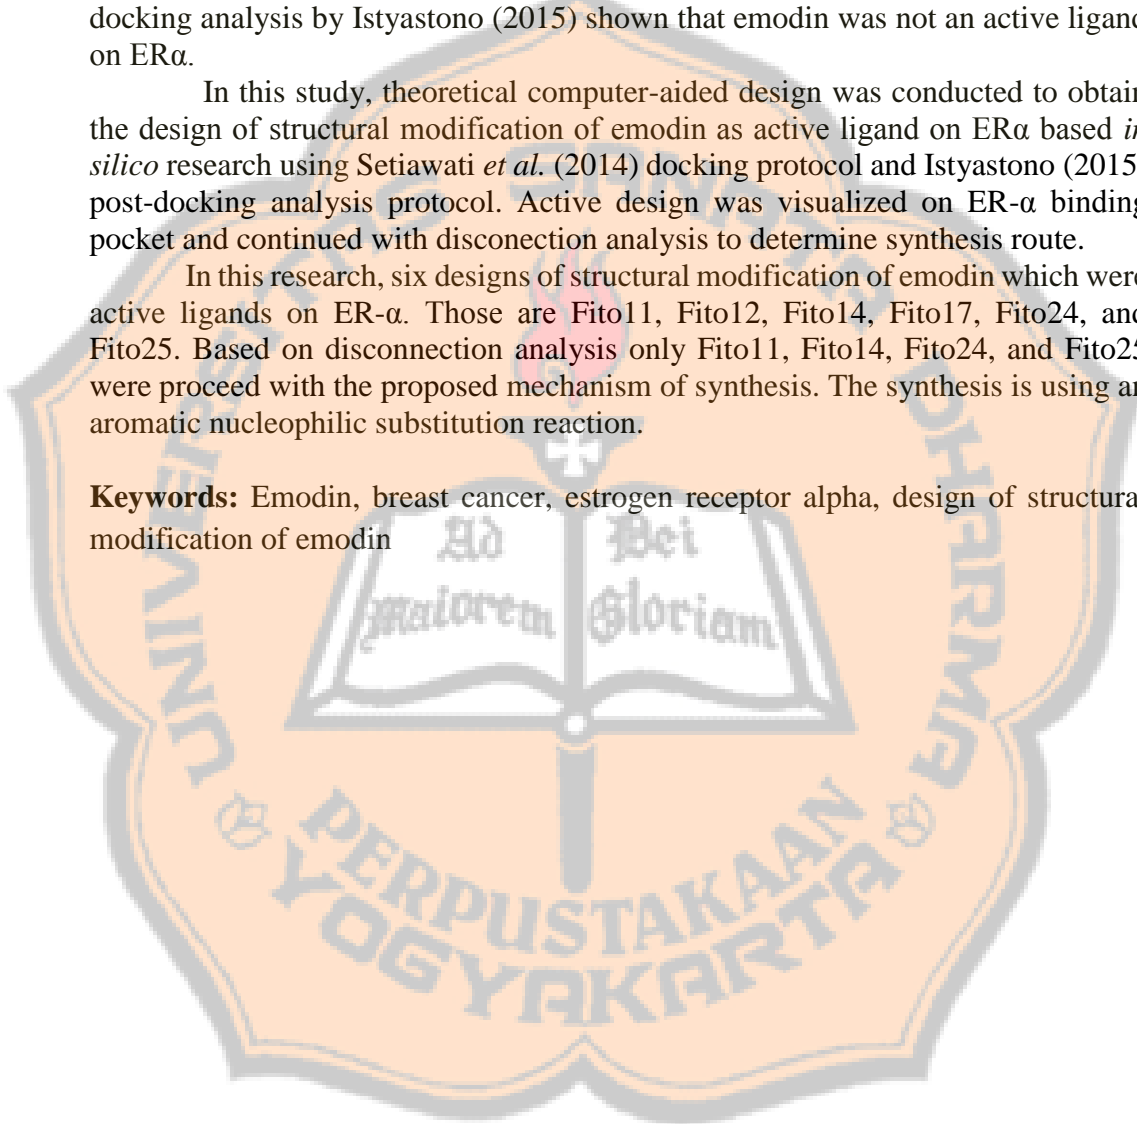 docking analysis by Istyastono (2015) shown that emodin was not an active ligand
on ERα.
In this study, theoretical computer-aided design was conducted to obtain
the design of structural modification of emodin as active ligand on ERα based in
silico research using Setiawati et al. (2014) docking protocol and Istyastono (2015)
post-docking analysis protocol. Active design was visualized on ER-α binding
pocket and continued with disconection analysis to determine synthesis route.
In this research, six designs of structural modification of emodin which were
active ligands on ER-α. Those are Fito11, Fito12, Fito14, Fito17, Fito24, and
Fito25. Based on disconnection analysis only Fito11, Fito14, Fito24, and Fito25
were proceed with the proposed mechanism of synthesis. The synthesis is using an
aromatic nucleophilic substitution reaction.
Keywords: Emodin, breast cancer, estrogen receptor alpha, design of structural
modification of emodin
UNIVERSITAS SANATA DHARMA
Ad Dei
Maiorem Gloriam
PERPUSTAKAAN
YOGYAKARTA